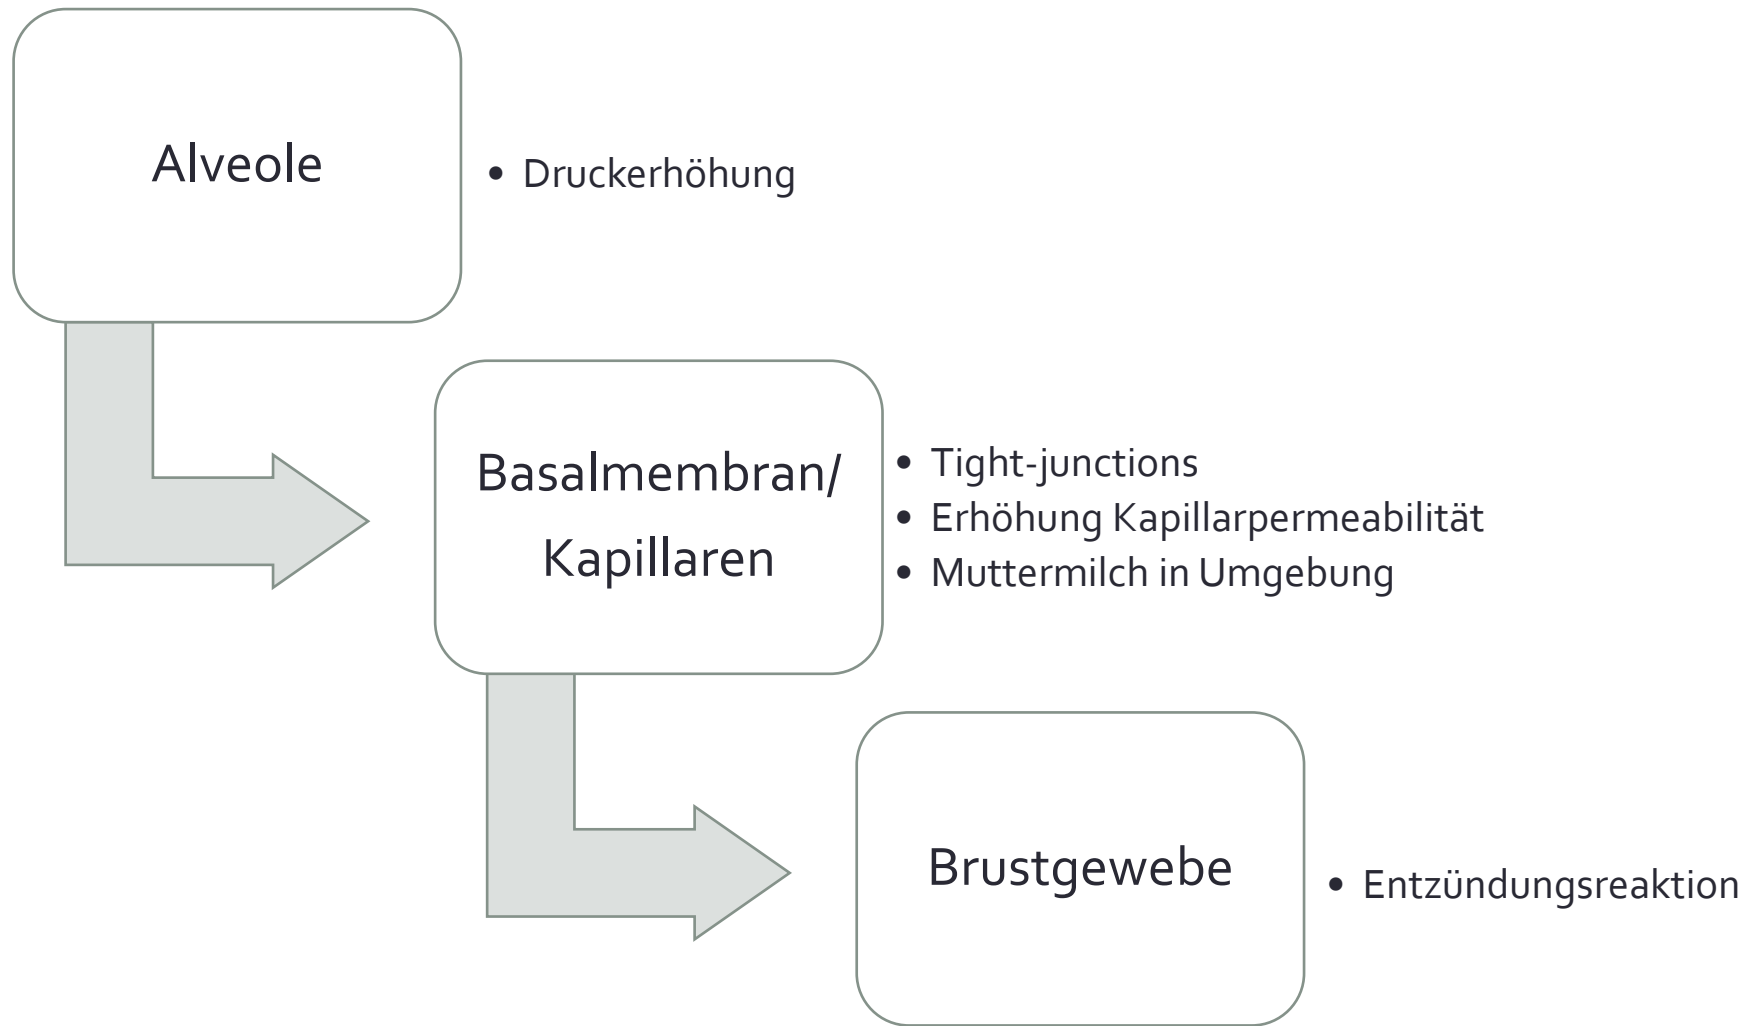 Alveole
• Druckerhöhung
Basalmembran/
Kapillaren
• Tight-junctions
• Erhöhung Kapillarpermeabilität
• Muttermilch in Umgebung
Brustgewebe
• Entzündungsreaktion